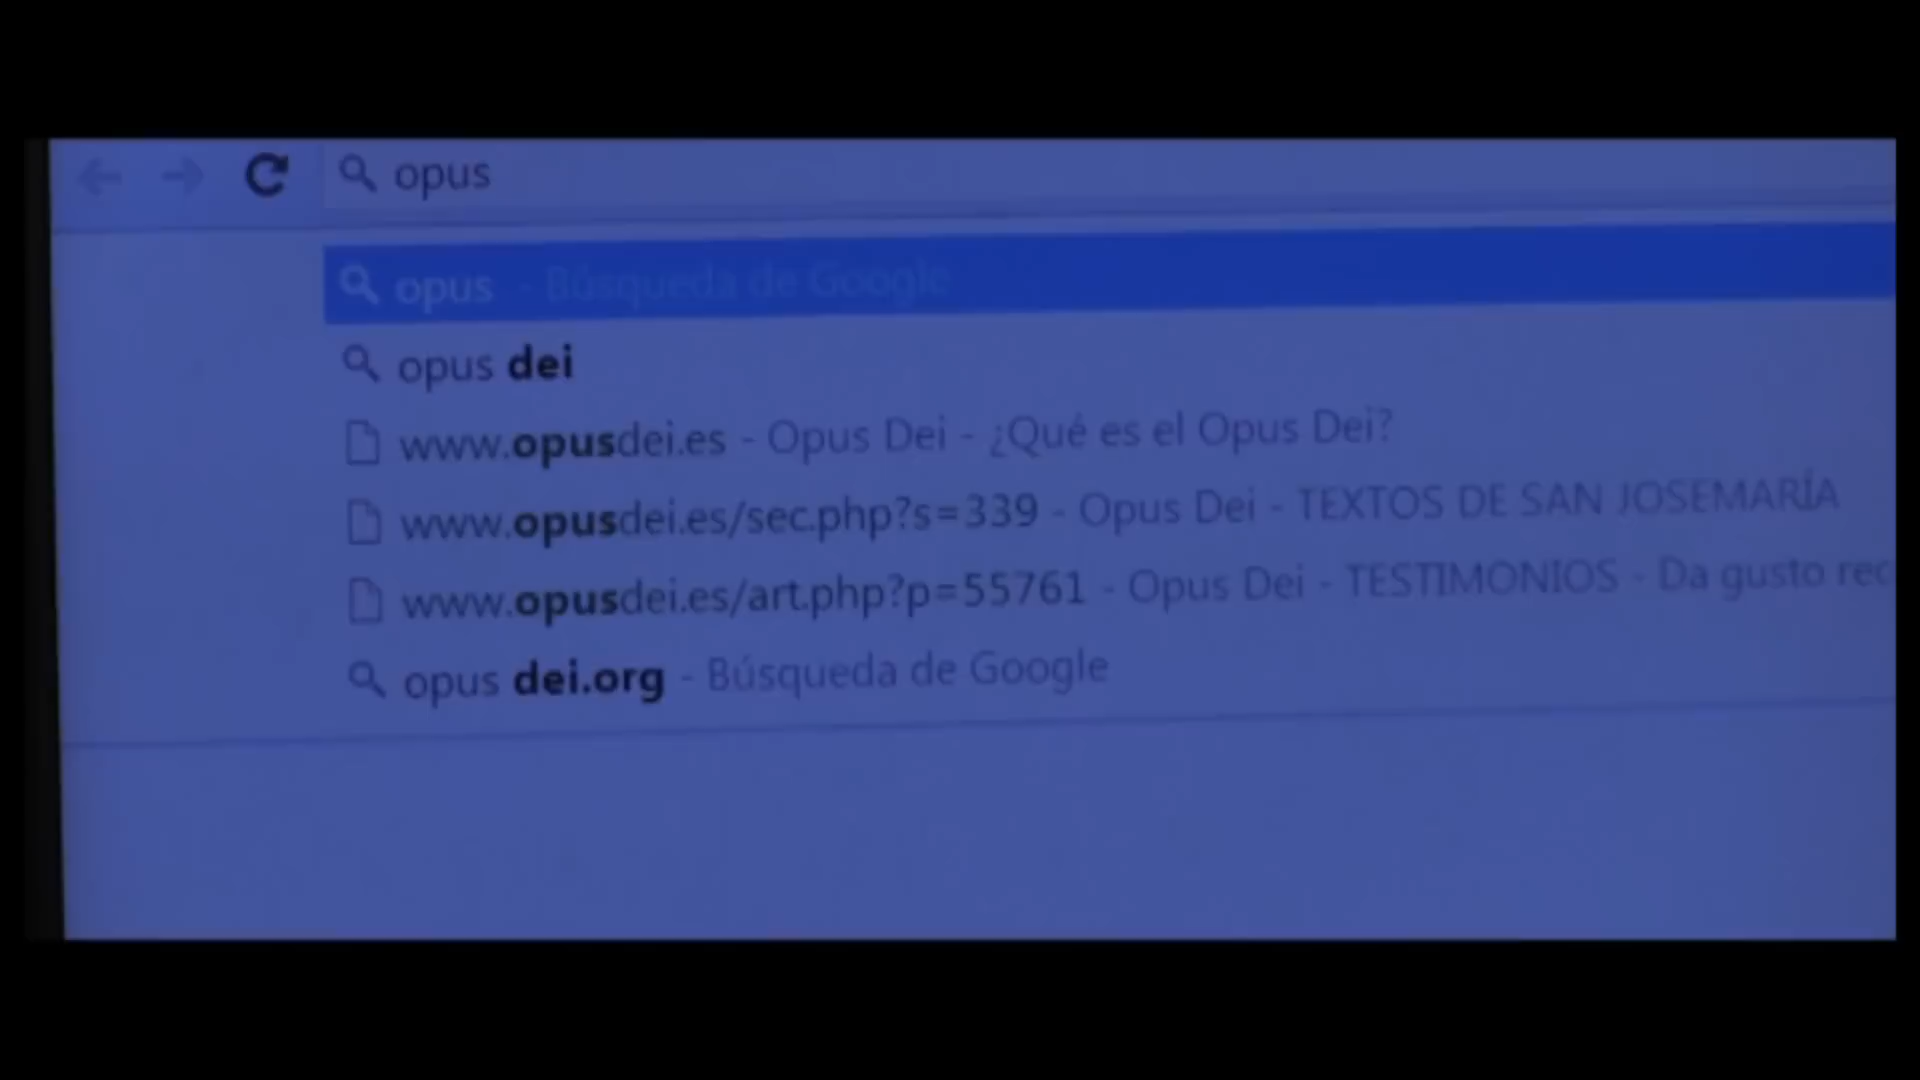 opus
opus - Búsqueda de Google
opus dei
www.opusdei.es - Opus Dei - ¿Qué es el Opus Dei?
www.opusdei.es/sec.php?s=339 - Opus Dei - TEXTOS DE SAN JOSEMARÍA
www.opusdei.es/art.php?p=55761 - Opus Dei - TESTIMONIOS - Da gusto rec
opus dei.org - Búsqueda de Google